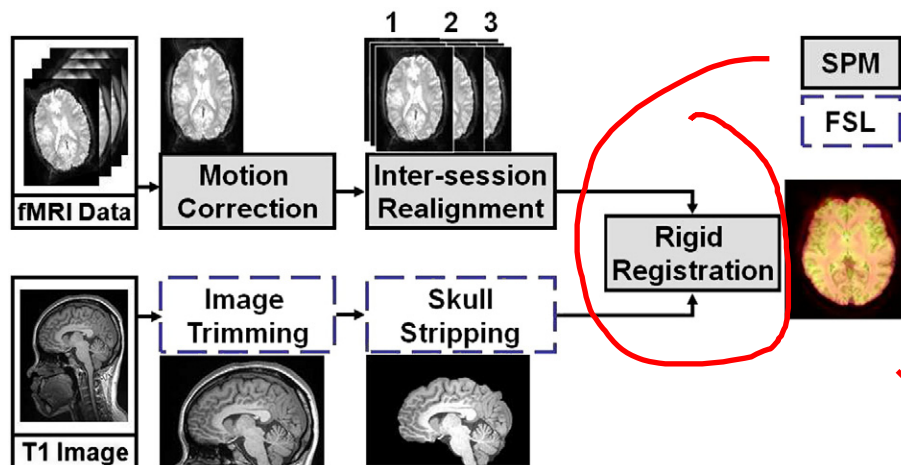 1 2 3
SPM
FSL
fMRI Data
Motion
Correction
Inter-session
Realignment
Rigid
Registration
Image
Trimming
Skull
Stripping
T1 Image